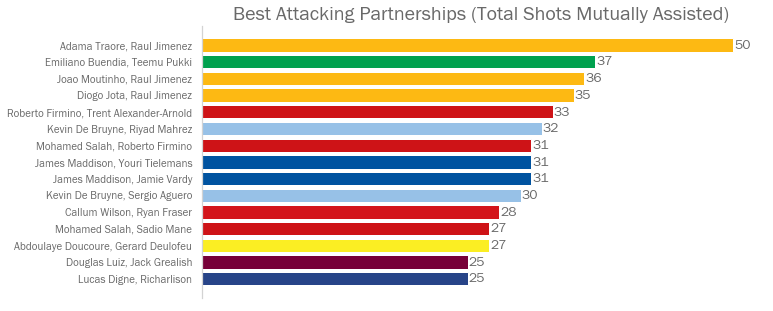 Best Attacking Partnerships (Total Shots Mutually Assisted)
Adama Traore, Raul Jimenez 50
Emiliano Buendia, Teemu Pukki 37
Joao Moutinho, Raul Jimenez 36
Diogo Jota, Raul Jimenez 35
Roberto Firmino, Trent Alexander-Arnold 33
Kevin De Bruyne, Riyad Mahrez 32
Mohamed Salah, Roberto Firmino 31
James Maddison, Youri Tielemans 31
James Maddison, Jamie Vardy 31
Kevin De Bruyne, Sergio Aguero 30
Callum Wilson, Ryan Fraser 28
Mohamed Salah, Sadio Mane 27
Abdoulaye Doucoure, Gerard Deulofeu 27
Douglas Luiz, Jack Grealish 25
Lucas Digne, Richarlison 25